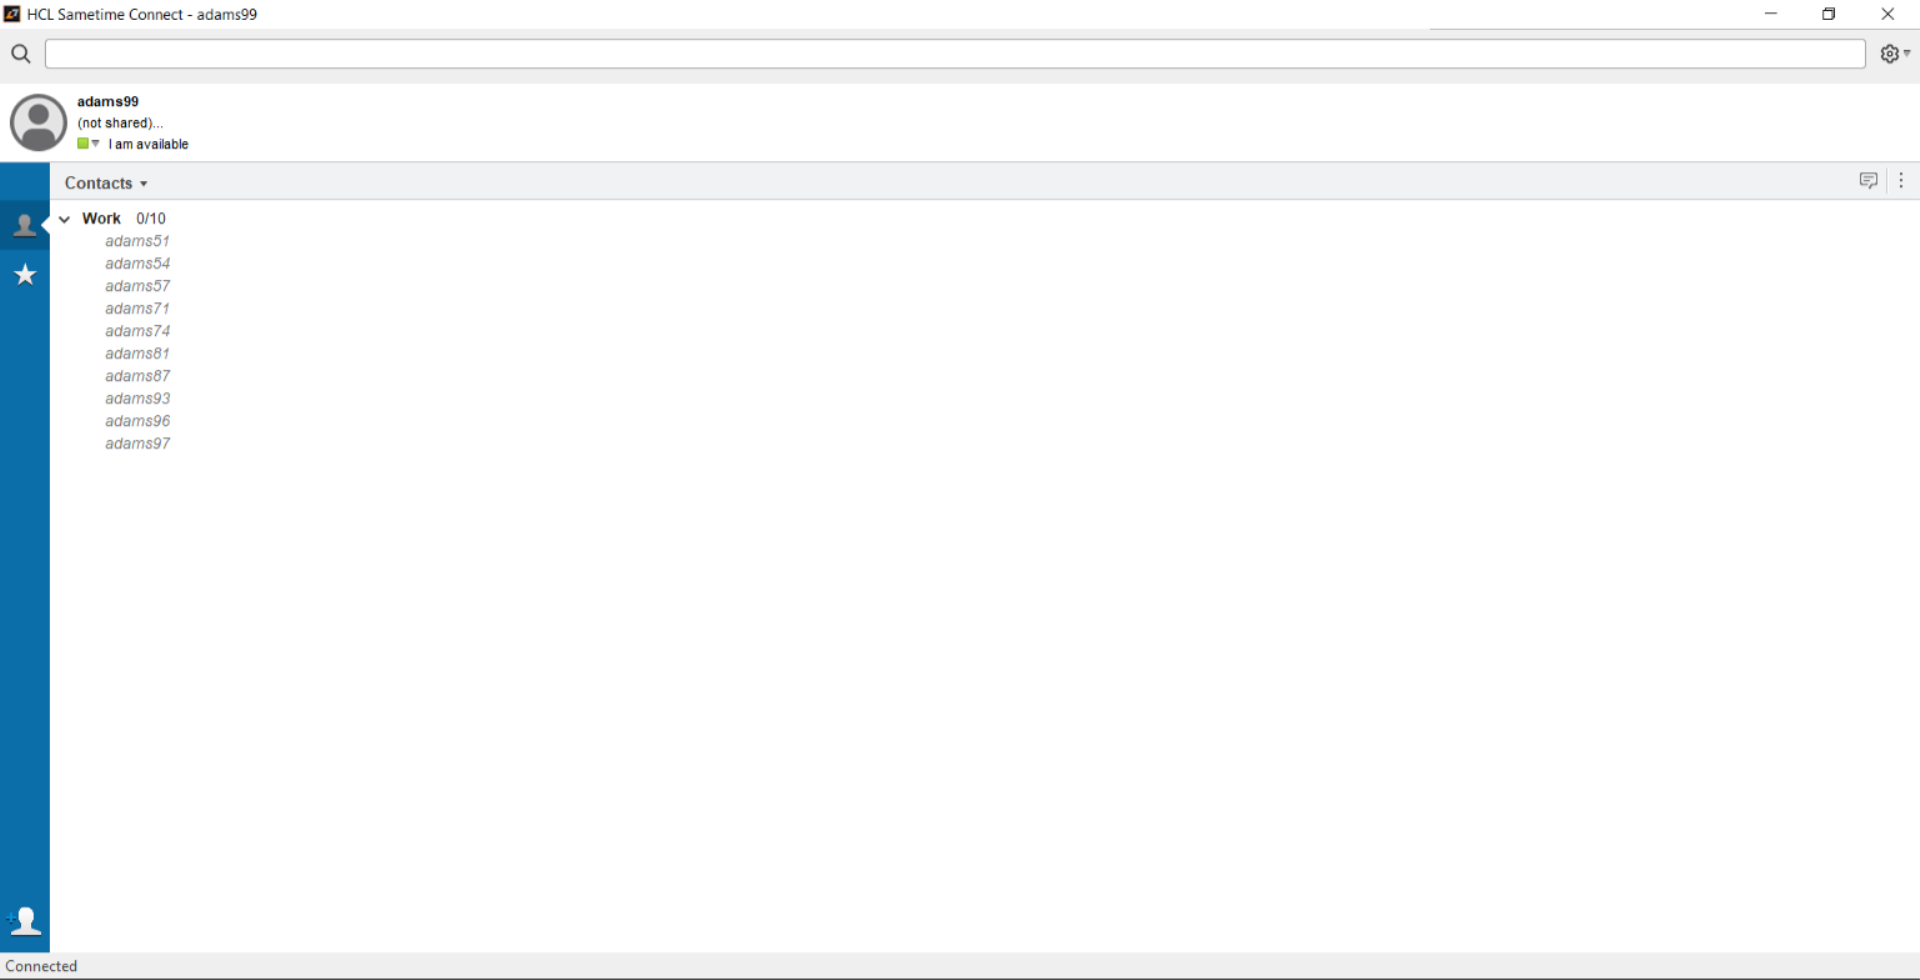 HCL Sametime Connect - adams99
adams99
(not shared)...
I am available
Contacts
Work 0/10
adams51
adams54
adams57
adams71
adams74
adams81
adams87
adams93
adams96
adams97
Connected